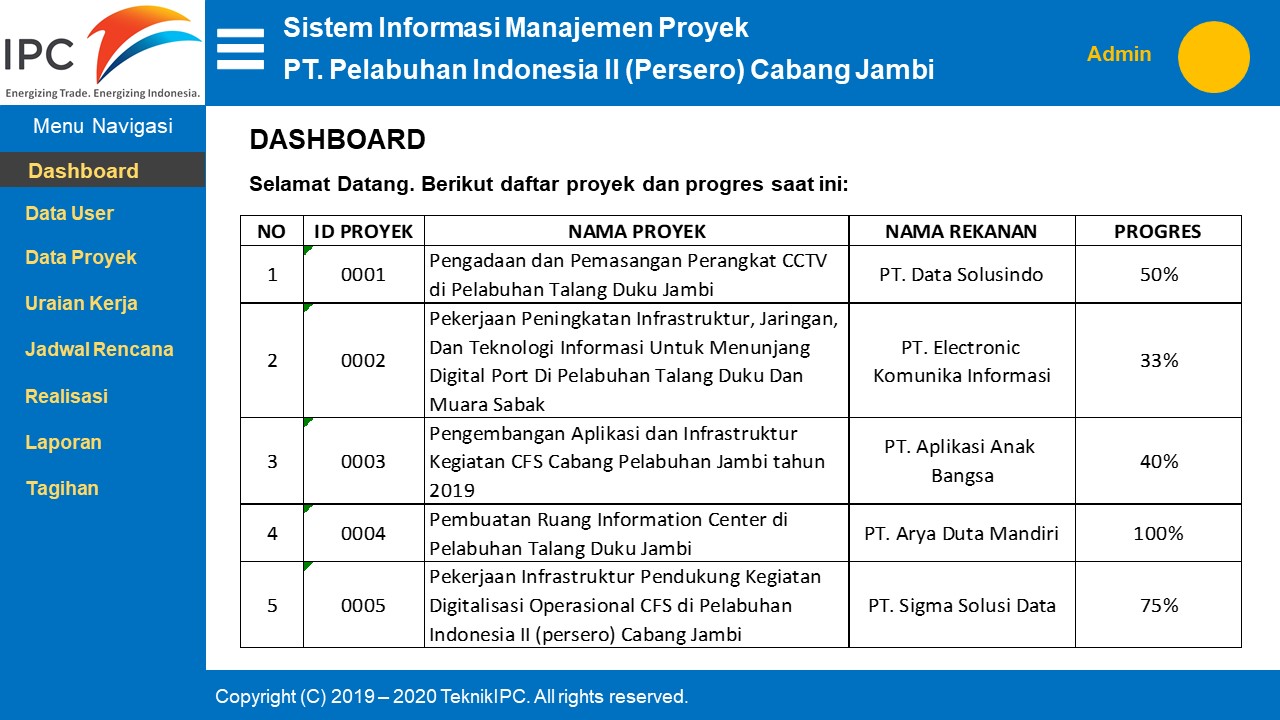 IPC
Energizing Trade. Energizing Indonesia.
Sistem Informasi Manajemen Proyek
PT. Pelabuhan Indonesia II (Persero) Cabang Jambi
Admin
Menu Navigasi
Dashboard
Data User
Data Proyek
Uraian Kerja
Jadwal Rencana
Realisasi
Laporan
Tagihan
DASHBOARD
Selamat Datang. Berikut daftar proyek dan progres saat ini:
NO ID PROYEK NAMA PROYEK NAMA REKANAN PROGRES
1 0001 Pengadaan dan Pemasangan Perangkat CCTV
di Pelabuhan Talang Duku Jambi PT. Data Solusindo 50%
2 0002 Pekerjaan Peningkatan Infrastruktur, Jaringan,
Dan Teknologi Informasi Untuk Menunjang
Digital Port Di Pelabuhan Talang Duku Dan
Muara Sabak PT. Electronic
Komunika Informasi 33%
3 0003 Pengembangan Aplikasi dan Infrastruktur
Kegiatan CFS Cabang Pelabuhan Jambi tahun
2019 PT. Aplikasi Anak
Bangsa 40%
4 0004 Pembuatan Ruang Information Center di
Pelabuhan Talang Duku Jambi PT. Arya Duta Mandiri 100%
5 0005 Pekerjaan Infrastruktur Pendukung Kegiatan
Digitalisasi Operasional CFS di Pelabuhan
Indonesia II (persero) Cabang Jambi PT. Sigma Solusi Data 75%
Copyright (C) 2019 – 2020 TeknikIPC. All rights reserved.